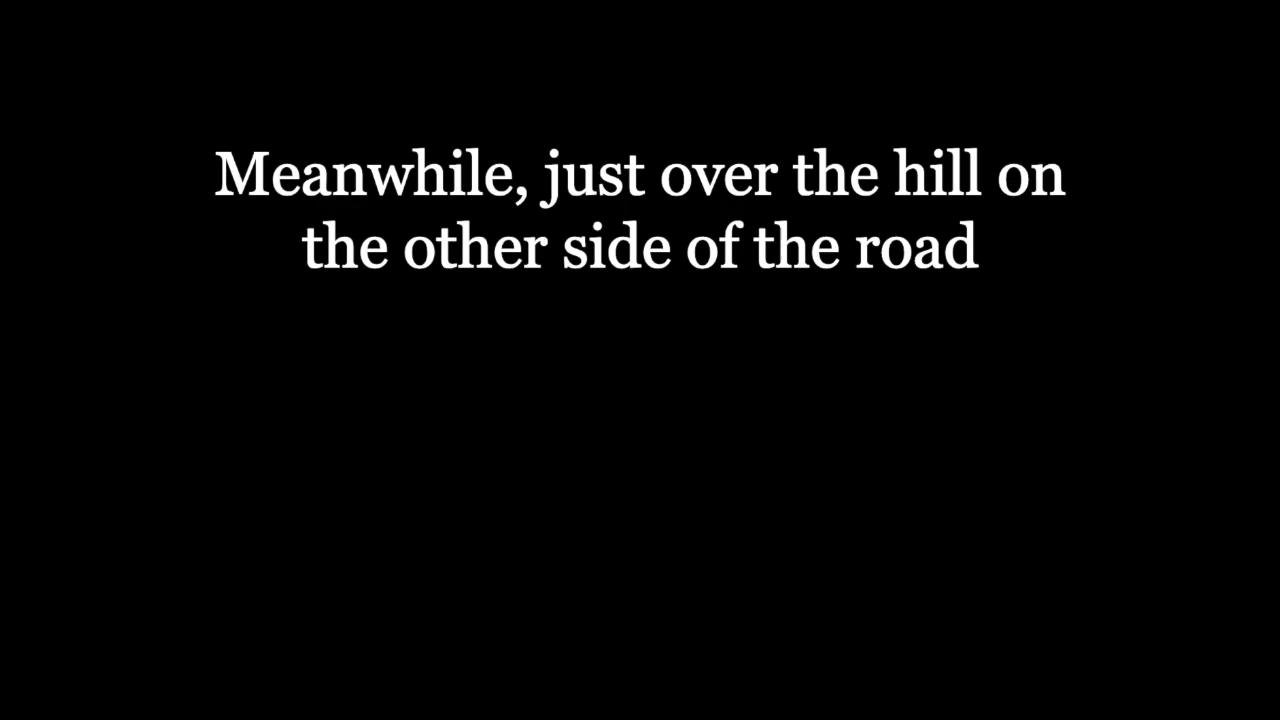 Meanwhile, just over the hill on
the other side of the road